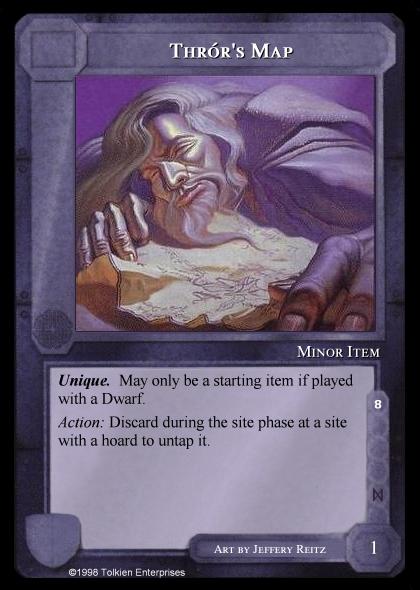 Thrór's Map
Minor Item
Unique. May only be a starting item if played
with a Dwarf.
8
Action: Discard during the site phase at a site
with a hoard to untap it.
Art by Jeffery Reitz
1
©1998 Tolkien Enterprises